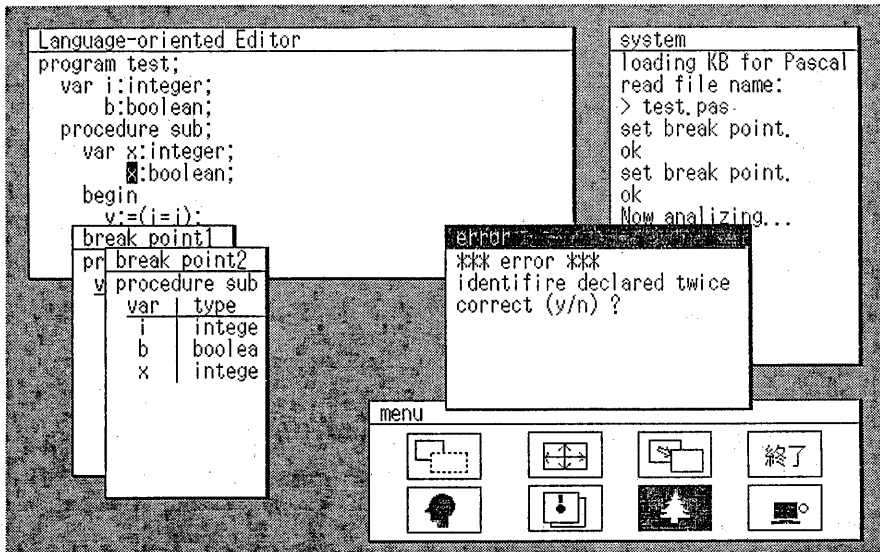 Language-oriented Editor
program test;
var i:integer;
b:boolean;
procedure sub;
var x:integer;
x:boolean;
begin
v:=(i=i);
break point1
pr
v
break point2
procedure sub
var type
i intege
b boolea
x intege
system
loading KB for Pascal
read file name:
> test.pas
set break point.
ok
set break point.
ok
Now analizing...
error
*** error ***
identifire declared twice
correct (y/n) ?
menu
終了